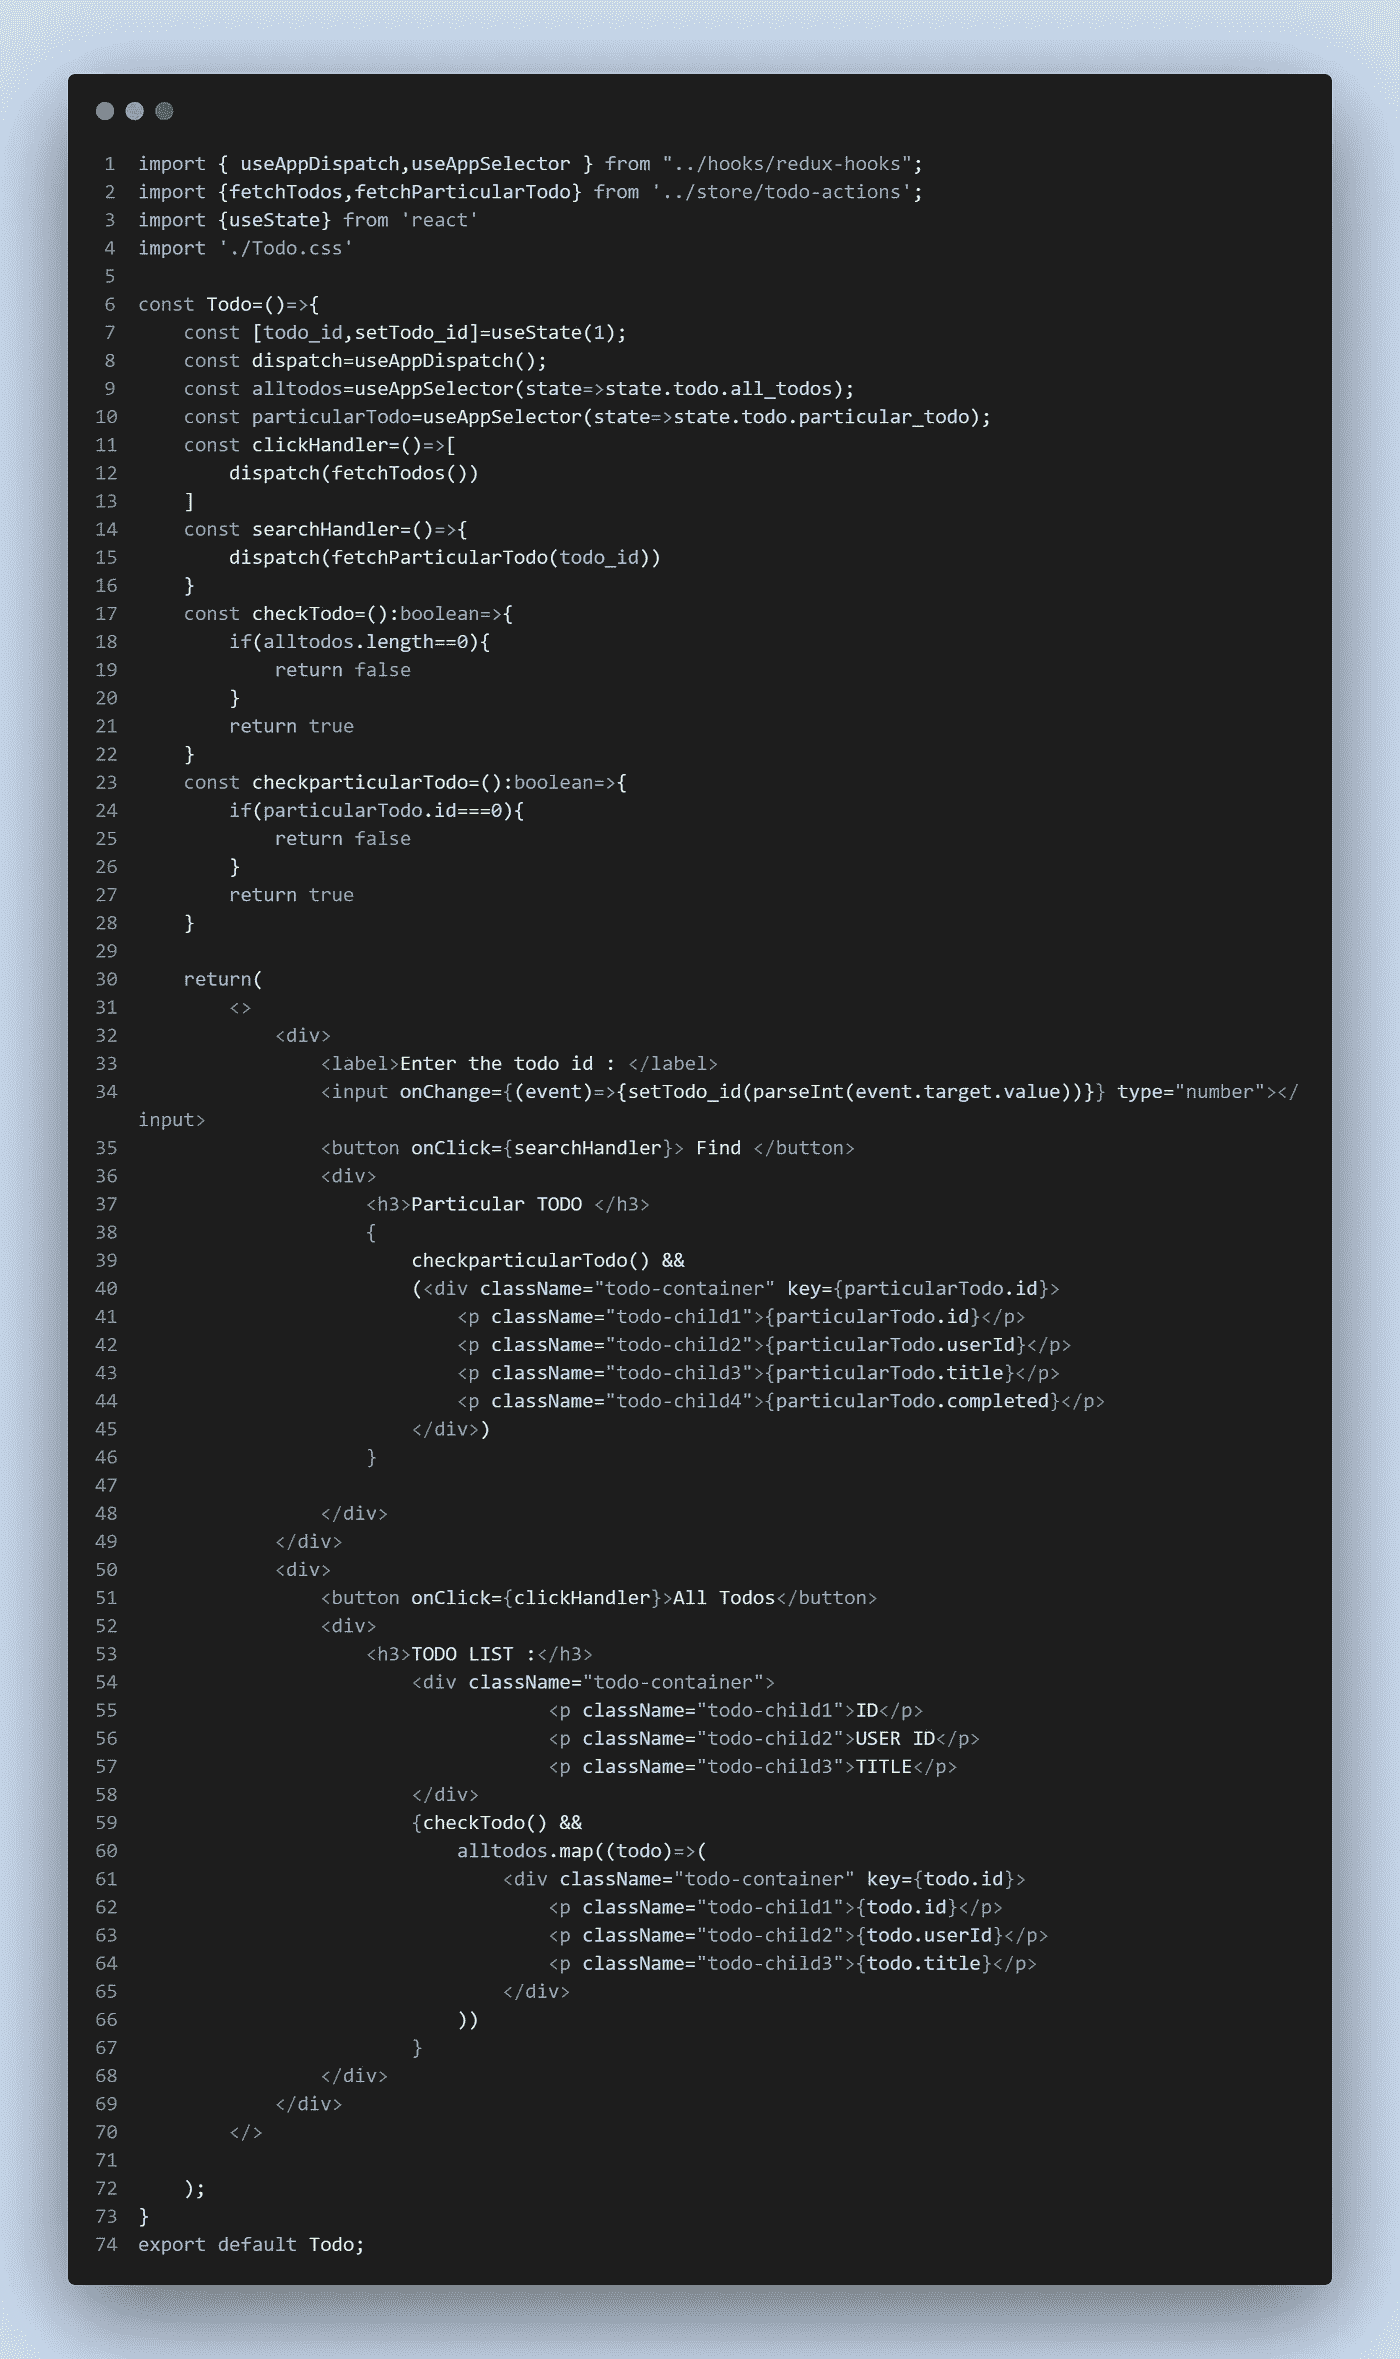 1 import { useAppDispatch,useAppSelector } from "../hooks/redux-hooks";
2 import {fetchTodos,fetchParticularTodo} from '../store/todo-actions';
3 import {useState} from 'react'
4 import './Todo.css'
5
6 const Todo=()=>{
7     const [todo_id,setTodo_id]=useState(1);
8     const dispatch=useAppDispatch();
9     const alltodos=useAppSelector(state=>state.todo.all_todos);
10     const particularTodo=useAppSelector(state=>state.todo.particular_todo);
11     const clickHandler=()=>[
12         dispatch(fetchTodos())
13     ]
14     const searchHandler=()=>{
15         dispatch(fetchParticularTodo(todo_id))
16     }
17     const checkTodo=():boolean=>{
18         if(alltodos.length==0){
19             return false
20         }
21         return true
22     }
23     const checkparticularTodo=():boolean=>{
24         if(particularTodo.id===0){
25             return false
26         }
27         return true
28     }
29
30     return(
31         <>
32             <div>
33                 <label>Enter the todo id : </label>
34                 <input onChange={(event)=>{setTodo_id(parseInt(event.target.value))}} type="number"></
input>
35                 <button onClick={searchHandler}> Find </button>
36                 <div>
37                     <h3>Particular TODO </h3>
38                     {
39                         checkparticularTodo() &&
40                         (<div className="todo-container" key={particularTodo.id}>
41                             <p className="todo-child1">{particularTodo.id}</p>
42                             <p className="todo-child2">{particularTodo.userId}</p>
43                             <p className="todo-child3">{particularTodo.title}</p>
44                             <p className="todo-child4">{particularTodo.completed}</p>
45                         </div>)
46                     }
47
48                 </div>
49             </div>
50             <div>
51                 <button onClick={clickHandler}>All Todos</button>
52                 <div>
53                     <h3>TODO LIST :</h3>
54                         <div className="todo-container">
55                                     <p className="todo-child1">ID</p>
56                                     <p className="todo-child2">USER ID</p>
57                                     <p className="todo-child3">TITLE</p>
58                         </div>
59                         {checkTodo() &&
60                             alltodos.map((todo)=>(
61                                 <div className="todo-container" key={todo.id}>
62                                     <p className="todo-child1">{todo.id}</p>
63                                     <p className="todo-child2">{todo.userId}</p>
64                                     <p className="todo-child3">{todo.title}</p>
65                                 </div>
66                             ))
67                         }
68                 </div>
69             </div>
70         </>
71
72     );
73 }
74 export default Todo;